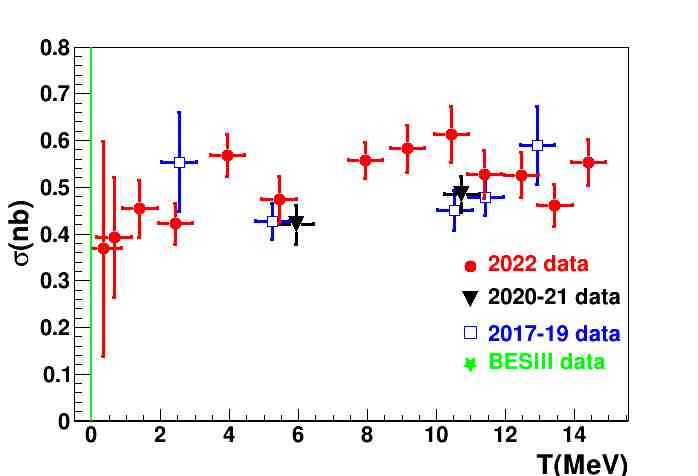 0.8
0.7
0.6
0.5
0.4
0.3
0.2
0.1
0
σ(nb)
2022 data
2020-21 data
2017-19 data
BESIII data
0 2 4 6 8 10 12 14
T(MeV)